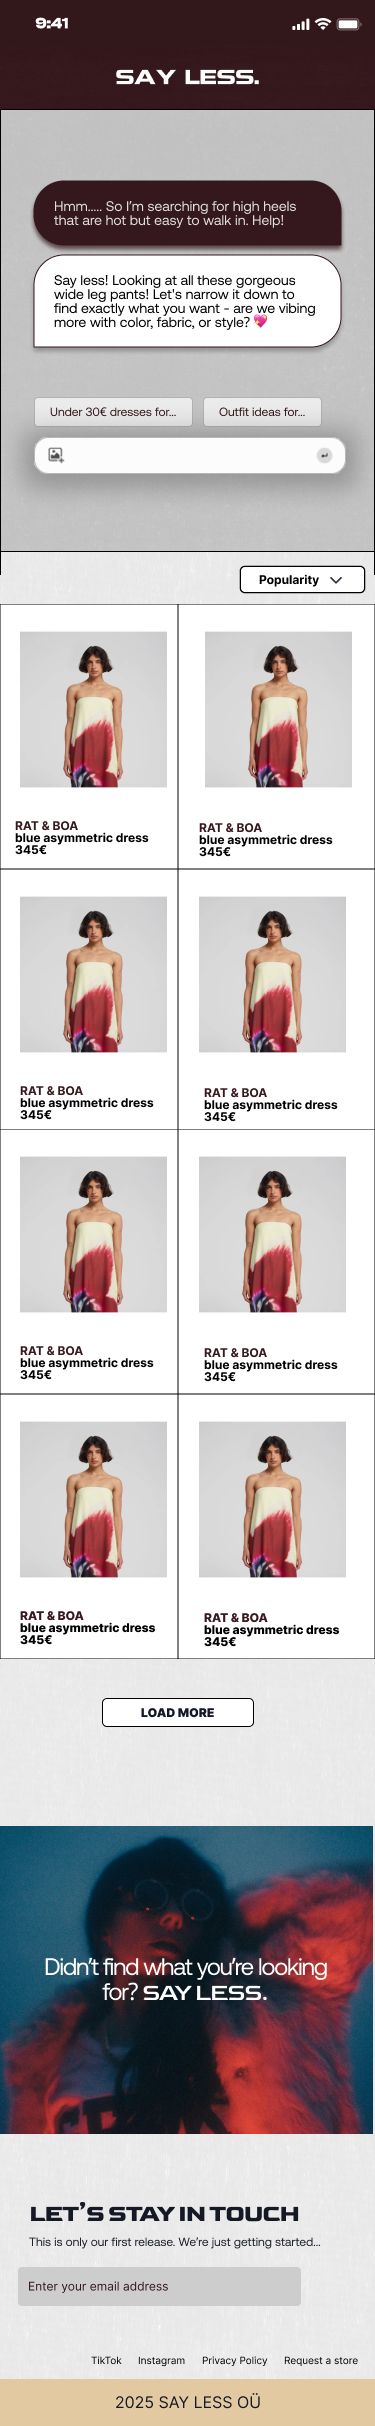 9:41
SAY LESS.
Hmm..... So I'm searching for high heels
that are hot but easy to walk in. Help!
Say less! Looking at all these gorgeous
wide leg pants! Let's narrow it down to
find exactly what you want - are we vibing
more with color, fabric, or style? 💖
Under 30€ dresses for...
Outfit ideas for...
Popularity
RAT & BOA
blue asymmetric dress
345€
RAT & BOA
blue asymmetric dress
345€
RAT & BOA
blue asymmetric dress
345€
RAT & BOA
blue asymmetric dress
345€
RAT & BOA
blue asymmetric dress
345€
RAT & BOA
blue asymmetric dress
345€
RAT & BOA
blue asymmetric dress
345€
RAT & BOA
blue asymmetric dress
345€
LOAD MORE
Didn't find what you're looking
for? SAY LESS.
LET'S STAY IN TOUCH
This is only our first release. We're just getting started...
Enter your email address
TikTok Instagram Privacy Policy Request a store
2025 SAY LESS OÜ